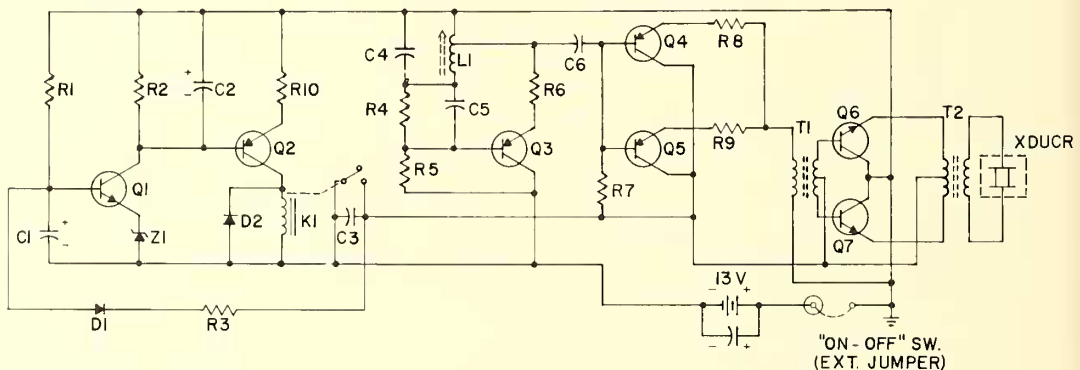 R1
R2
C2
R10
Q2
Q1
C1
Z1
D2
K1
C3
D1
R3
C4
L1
R4
C5
R5
R6
Q3
C6
Q4
R8
Q5
R9
R7
T1
Q6
Q7
T2
XDUCR
13 V
"ON-OFF" SW.
(EXT. JUMPER)